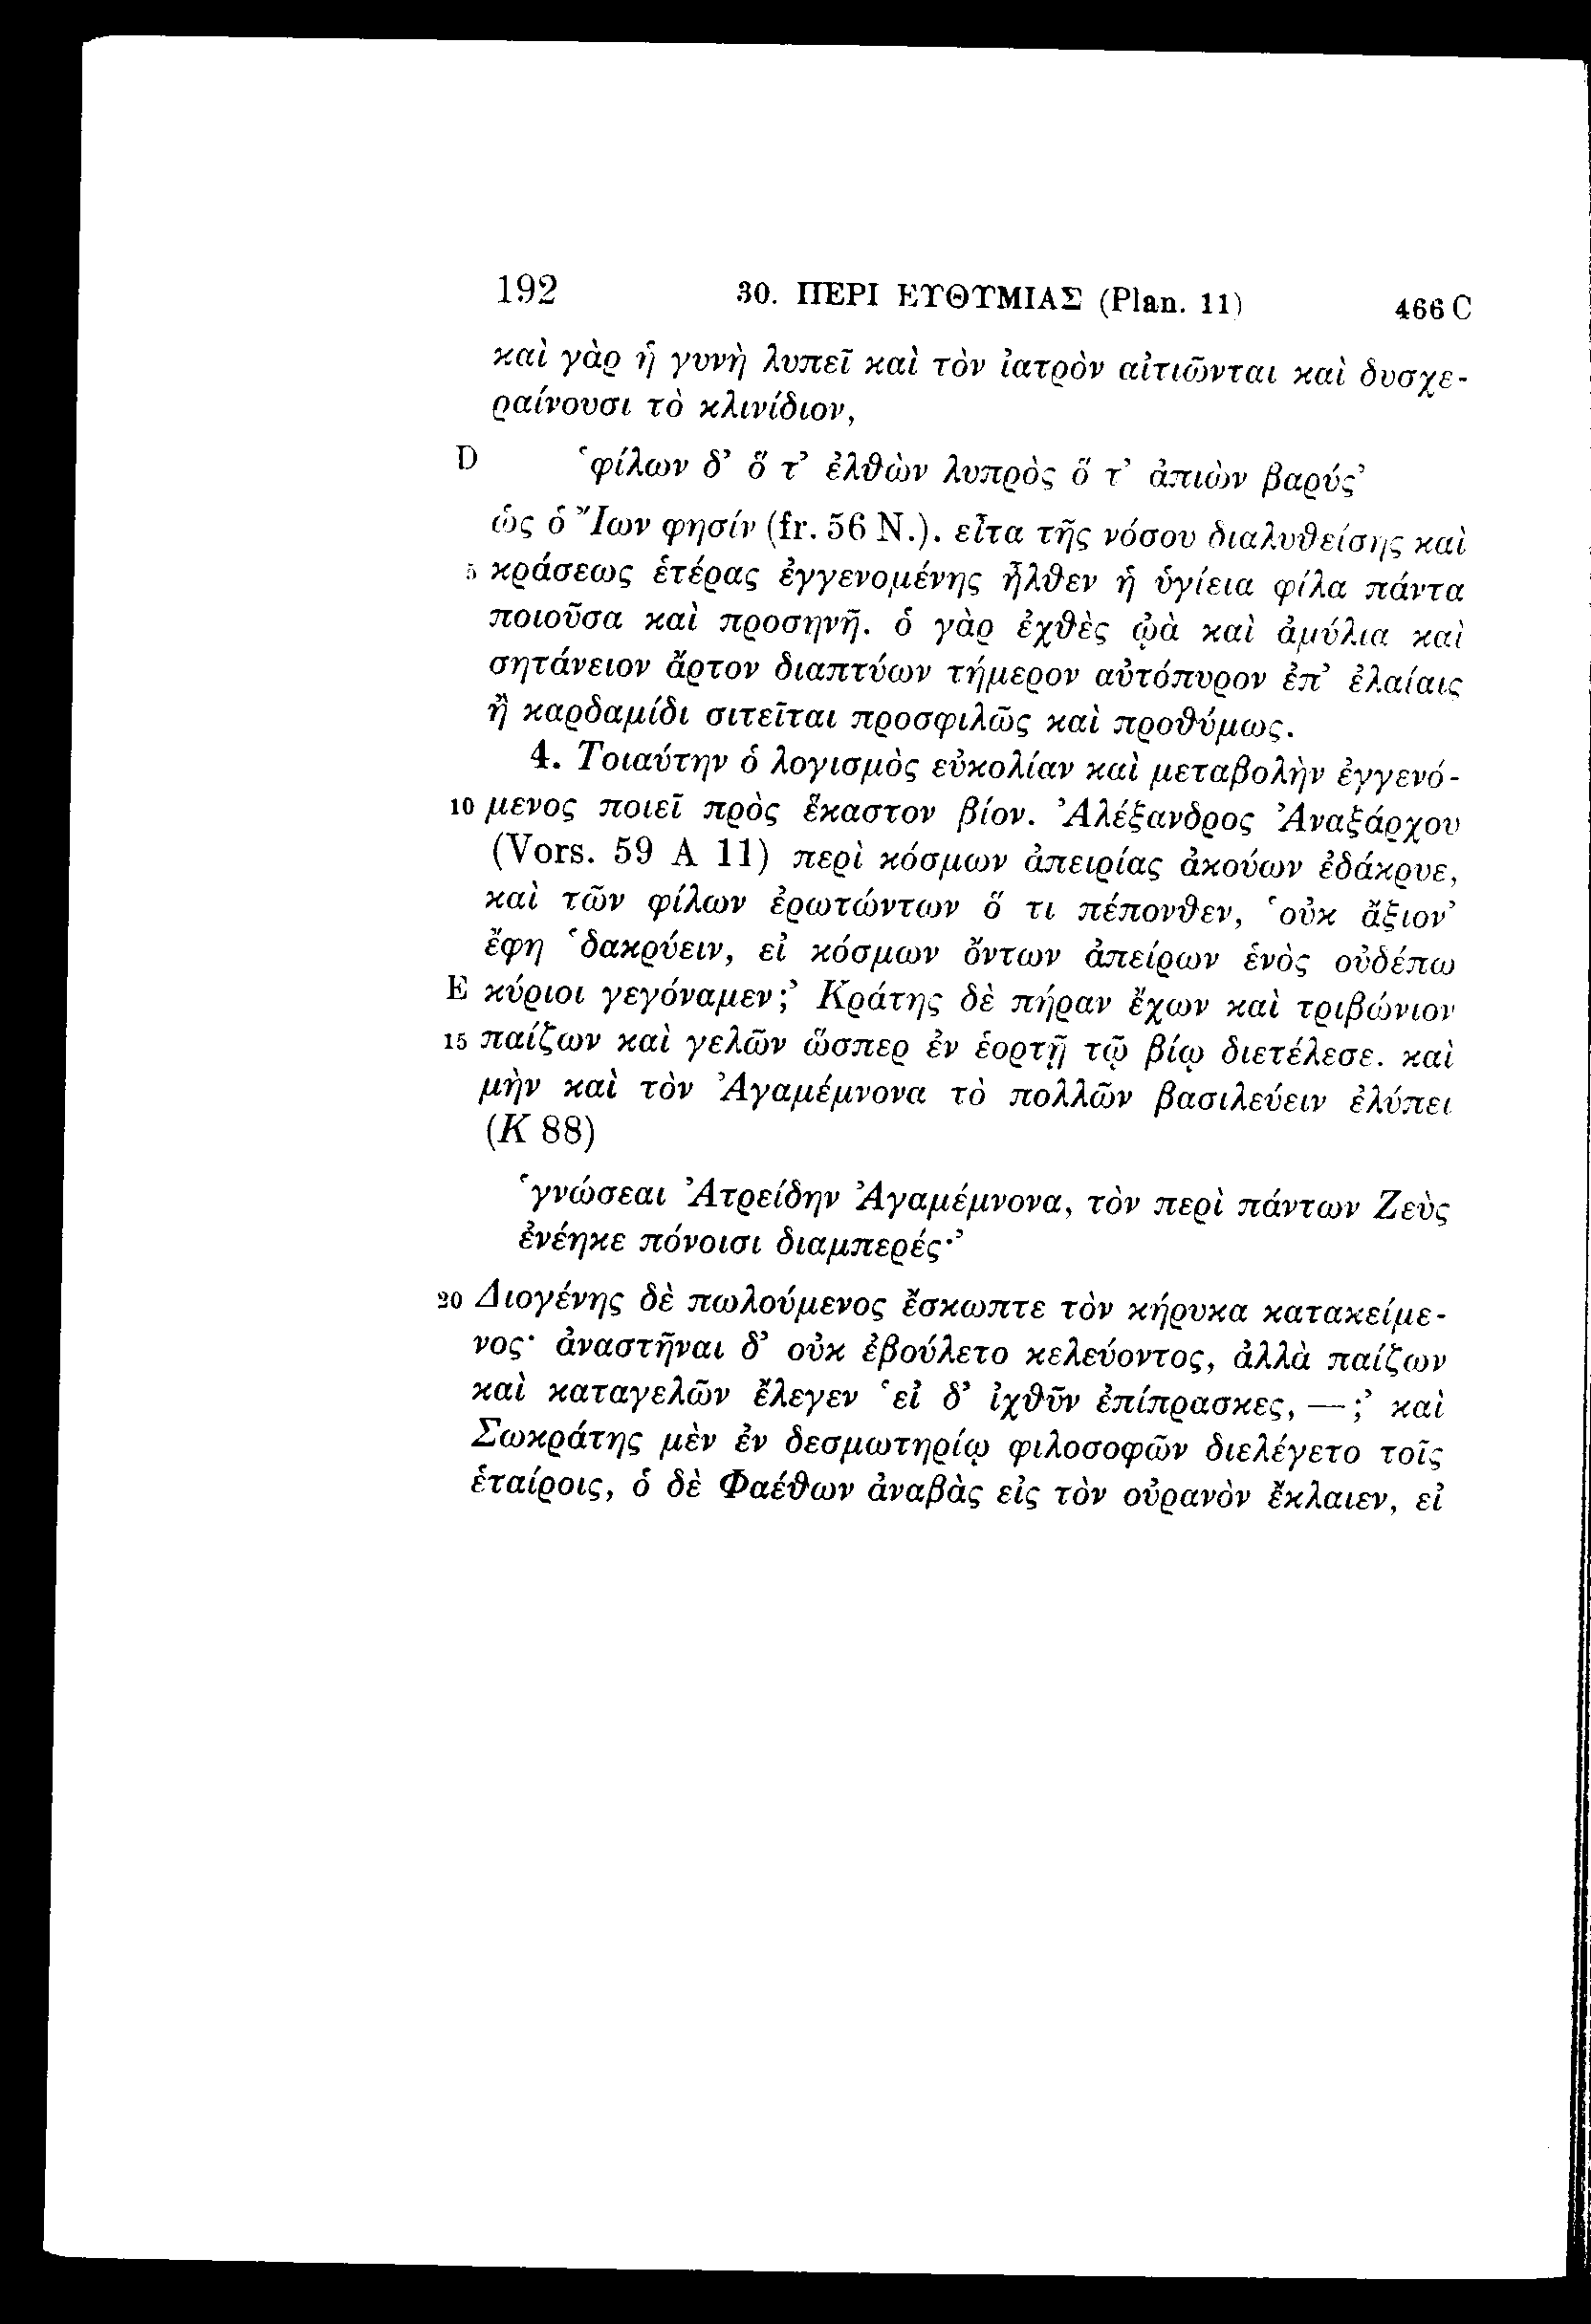 192 30. ΠΕΡΙ ΕΥΘΥΜΙΑΣ (Plan. 11) 466 C
καὶ γὰρ ἡ γυνὴ λυπεῖ καὶ τὸν ἰατρὸν αἰτιῶνται καὶ δυσχε-
ραίνουσι τὸ κλινίδιον,
D ‘φίλων δ’ ὅ τ’ ἐλθὼν λυπρὸς ὅ τ’ ἀπιὼν βαρύς’
ὡς ὁ Ἴων φησίν (fr. 56 N.). εἶτα τῆς νόσου διαλυθείσης καὶ
5 κράσεως ἑτέρας ἐγγενομένης ἦλθεν ἡ ὑγίεια φίλα πάντα
ποιοῦσα καὶ προσηνῆ. ὁ γὰρ ἐχθὲς ᾠὰ καὶ ἀμύλια καὶ
σητάνειον ἄρτον διαπτύων τήμερον αὐτόπυρον ἐπ’ ἐλαίαις
ἢ καρδαμίδι σιτεῖται προσφιλῶς καὶ προθύμως.
4. Τοιαύτην ὁ λογισμὸς εὐκολίαν καὶ μεταβολὴν ἐγγενό-
10 μενος ποιεῖ πρὸς ἕκαστον βίον. Ἀλέξανδρος Ἀναξάρχου
(Vors. 59 A 11) περὶ κόσμων ἀπειρίας ἀκούων ἐδάκρυε,
καὶ τῶν φίλων ἐρωτώντων ὅ τι πέπονθεν, ‘οὐκ ἄξιον’
ἔφη ‘δακρύειν, εἰ κόσμων ὄντων ἀπείρων ἑνὸς οὐδέπω
E κύριοι γεγόναμεν;’ Κράτης δὲ πήραν ἔχων καὶ τριβώνιον
15 παίζων καὶ γελῶν ὥσπερ ἐν ἑορτῇ τῷ βίῳ διετέλεσε. καὶ
μὴν καὶ τὸν Ἀγαμέμνονα τὸ πολλῶν βασιλεύειν ἐλύπει
(K 88)
‘γνώσεαι Ἀτρείδην Ἀγαμέμνονα, τὸν περὶ πάντων Ζεὺς
ἐνέηκε πόνοισι διαμπερές·’
20 Διογένης δὲ πωλούμενος ἔσκωπτε τὸν κήρυκα κατακείμε-
νος· ἀναστῆναι δ’ οὐκ ἐβούλετο κελεύοντος, ἀλλὰ παίζων
καὶ καταγελῶν ἔλεγεν ‘εἰ δ’ ἰχθῦν ἐπίπρασκες, — ;’ καὶ
Σωκράτης μὲν ἐν δεσμωτηρίῳ φιλοσοφῶν διελέγετο τοῖς
ἑταίροις, ὁ δὲ Φαέθων ἀναβὰς εἰς τὸν οὐρανὸν ἔκλαιεν, εἰ